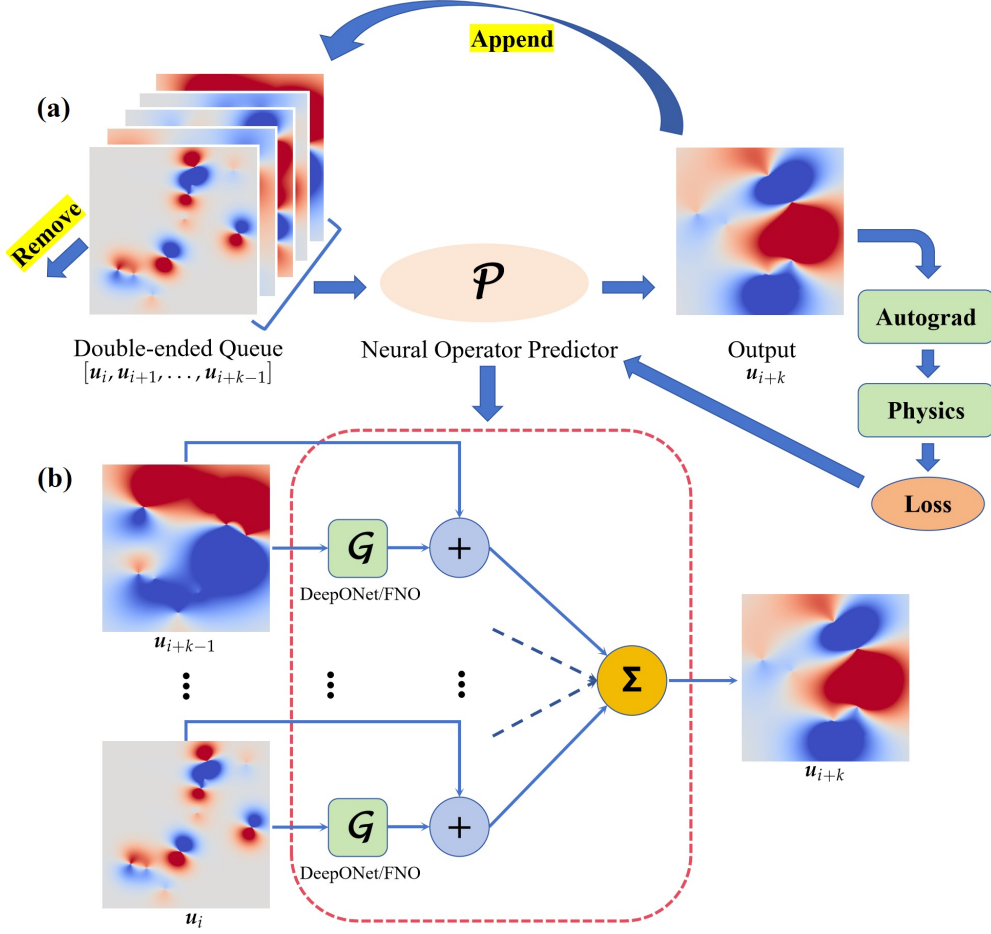 Append
(a)
Remove
𝒫
Double-ended Queue
[u_i, u_{i+1}, . . . , u_{i+k−1}]
Neural Operator Predictor
Output
u_{i+k}
Autograd
Physics
Loss
(b)
𝒢
+
DeepONet/FNO
u_{i+k−1}
Σ
u_{i+k}
𝒢
+
DeepONet/FNO
u_i